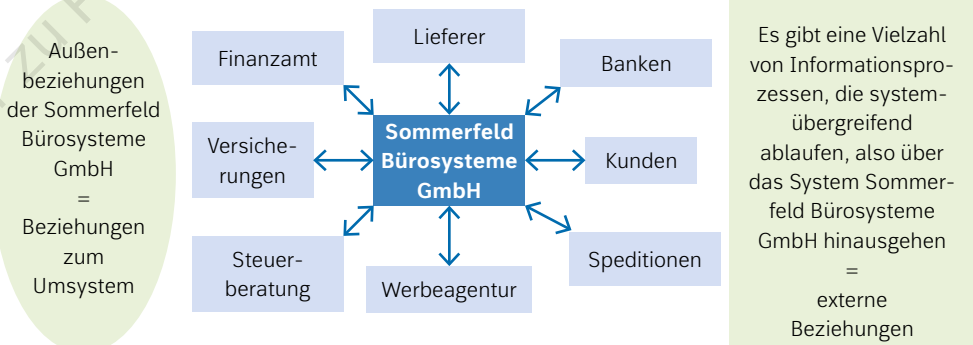 Außen-
beziehungen
der Sommerfeld
Bürosysteme
GmbH
=
Beziehungen
zum
Umsystem
Finanzamt
Lieferer
Banken
Versiche-
rungen
Sommerfeld
Bürosysteme
GmbH
Kunden
Steuer-
beratung
Werbeagentur
Speditionen
Es gibt eine Vielzahl
von Informationspro-
zessen, die system-
übergreifend
ablaufen, also über
das System Sommer-
feld Bürosysteme
GmbH hinausgehen
=
externe
Beziehungen